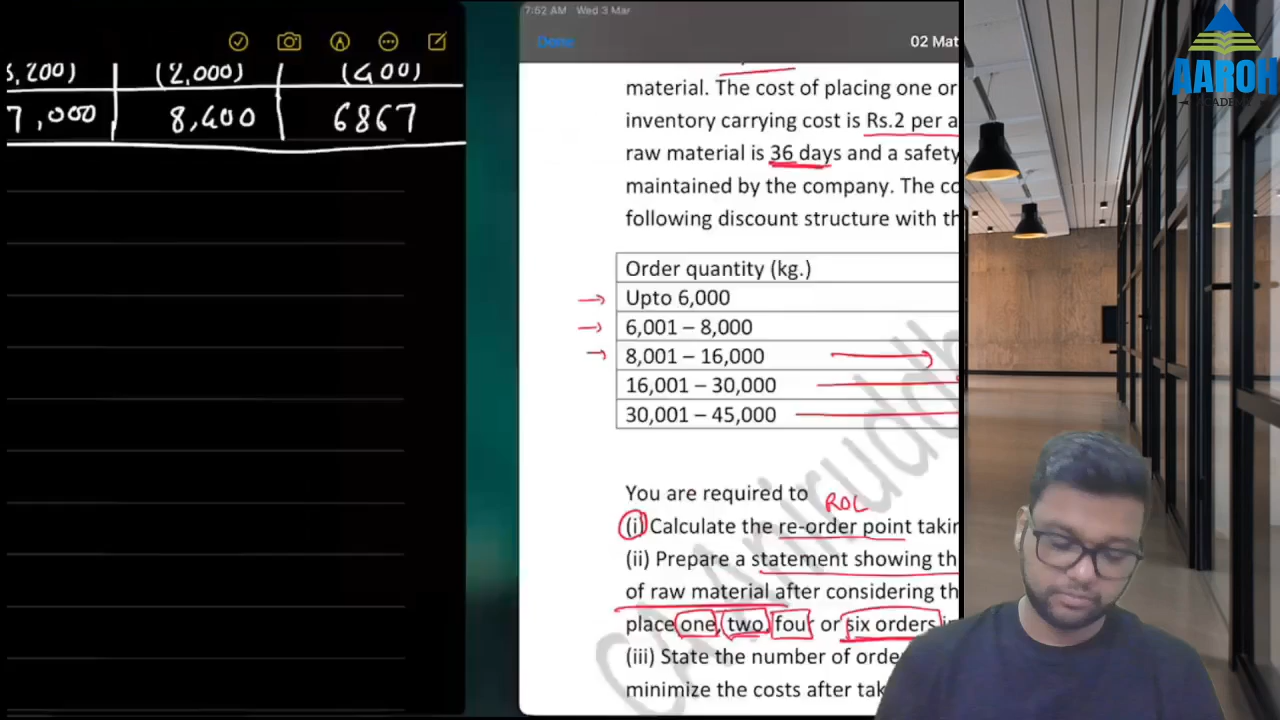 7:52 AM Wed 3 Mar
Done
02 Mat
,200) (2,000) (400)
7,000 8,400 6867
material. The cost of placing one or
inventory carrying cost is Rs.2 per a
raw material is 36 days and a safety
maintained by the company. The co
following discount structure with th
Order quantity (kg.)
Upto 6,000
6,001 – 8,000
8,001 – 16,000
16,001 – 30,000
30,001 – 45,000
You are required to
ROL
(i) Calculate the re-order point takin
(ii) Prepare a statement showing th
of raw material after considering th
place one, two, four or six orders in
(iii) State the number of orde
minimize the costs after tak
CA Aniruddh
AAROH